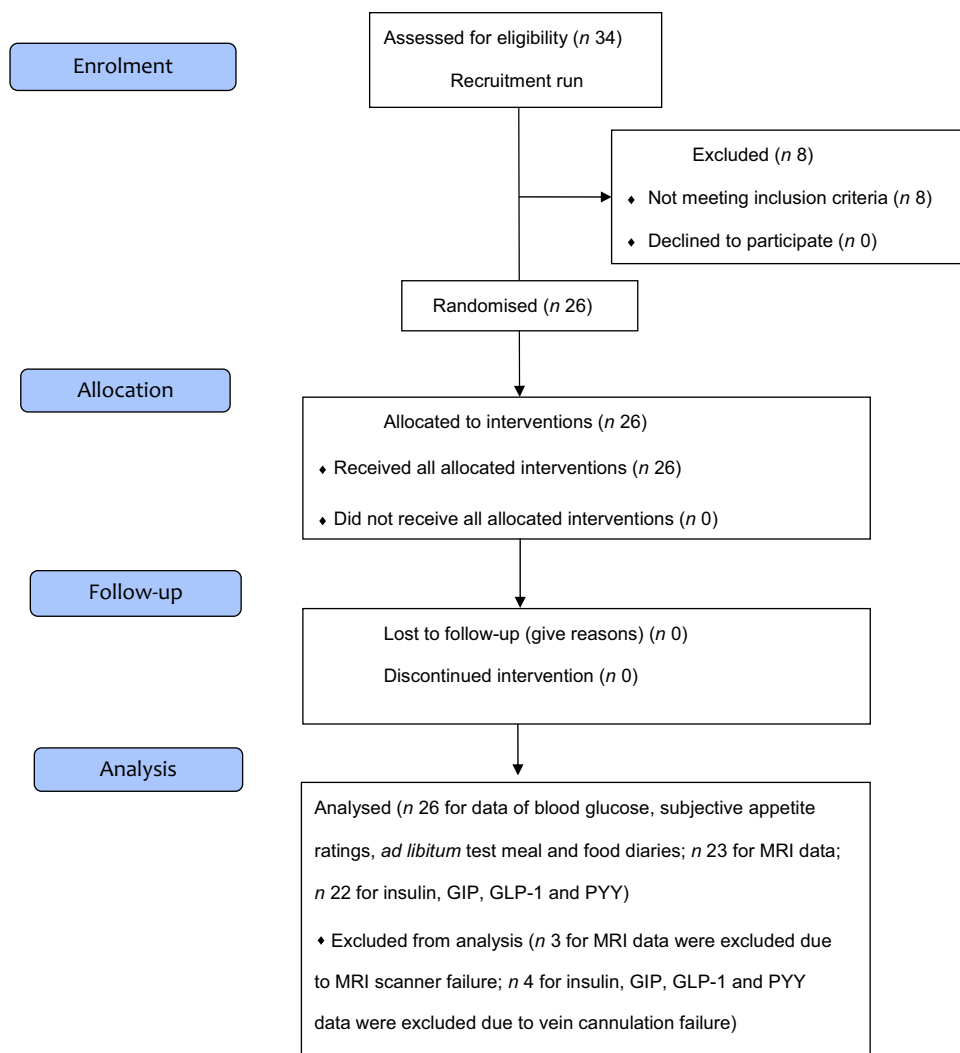 Enrolment
Assessed for eligibility (n 34)
Recruitment run
Excluded (n 8)
♦ Not meeting inclusion criteria (n 8)
♦ Declined to participate (n 0)
Randomised (n 26)
Allocation
Allocated to interventions (n 26)
♦ Received all allocated interventions (n 26)
♦ Did not receive all allocated interventions (n 0)
Follow-up
Lost to follow-up (give reasons) (n 0)
Discontinued intervention (n 0)
Analysis
Analysed (n 26 for data of blood glucose, subjective appetite
ratings, ad libitum test meal and food diaries; n 23 for MRI data;
n 22 for insulin, GIP, GLP-1 and PYY)
♦ Excluded from analysis (n 3 for MRI data were excluded due
to MRI scanner failure; n 4 for insulin, GIP, GLP-1 and PYY
data were excluded due to vein cannulation failure)